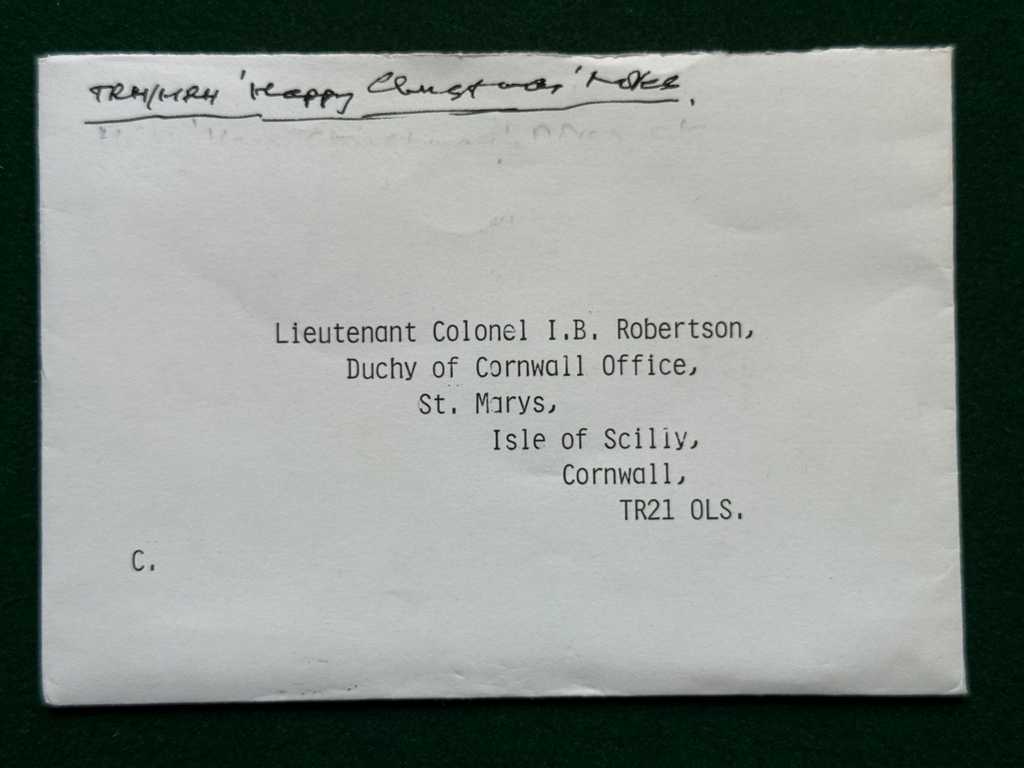 TRH/HRH 'Happy Christmas' Notes.
Lieutenant Colonel I.B. Robertson,
Duchy of Cornwall Office,
St. Marys,
Isle of Scilly,
Cornwall,
TR21 OLS.
C.